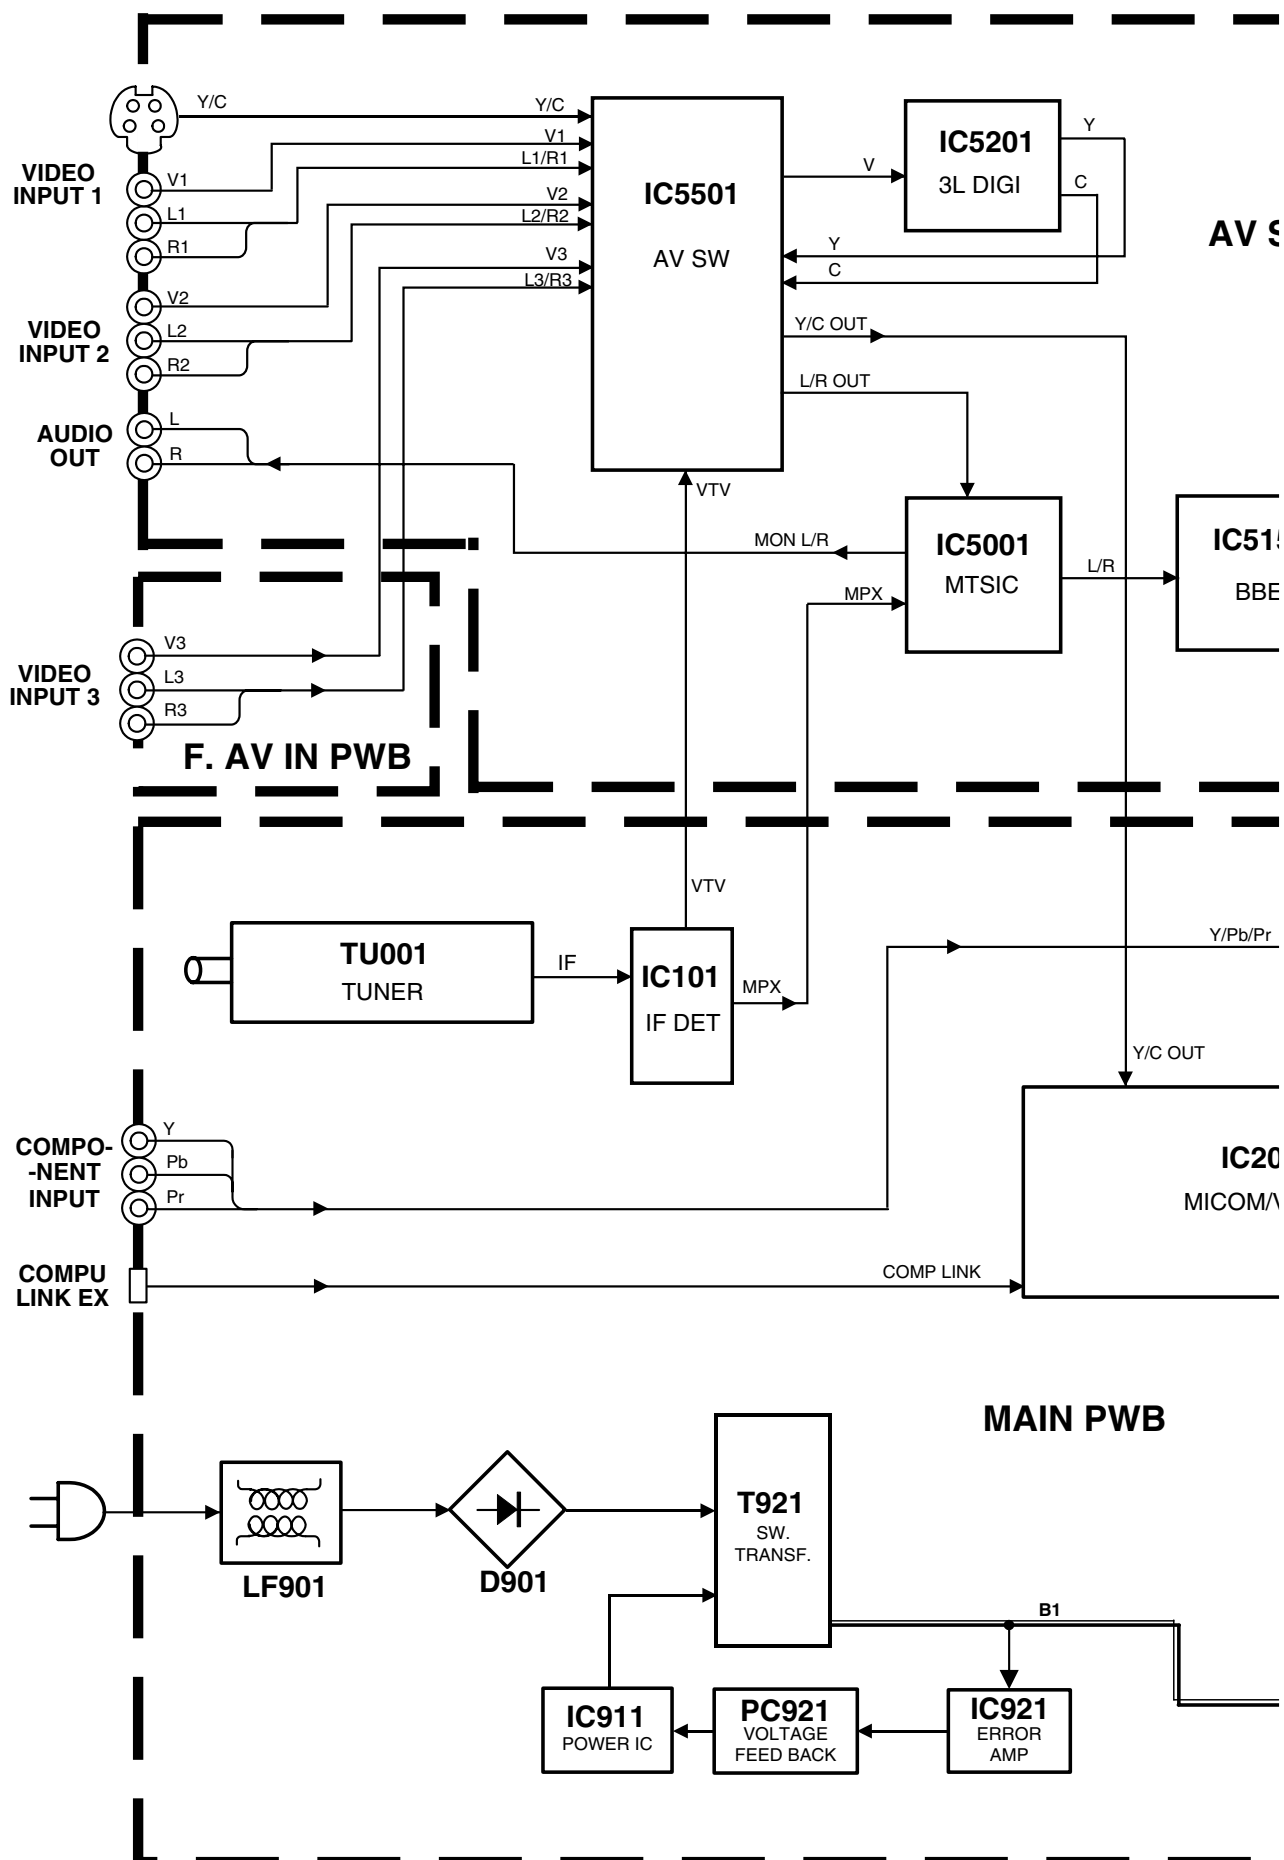 Y/C
Y/C
V1
L1/R1
V2
L2/R2
V3
L3/R3
VIDEO
INPUT 1
V1
L1
R1
VIDEO
INPUT 2
V2
L2
R2
AUDIO
OUT
L
R
IC5501
AV SW
V
IC5201
3L DIGI
Y
C
Y
C
Y/C OUT
L/R OUT
AV
VTV
MON L/R
MPX
IC5001
MTSIC
L/R
VIDEO
INPUT 3
V3
L3
R3
F. AV IN PWB
VTV
TU001
TUNER
IF
IC101
IF DET
MPX
Y/Pb/Pr
Y/C OUT
COMPO-
-NENT
INPUT
Y
Pb
Pr
COMPU
LINK EX
COMP LINK
IC20
MICOM/
MAIN PWB
LF901
D901
T921
SW.
TRANSF.
B1
IC911
POWER IC
PC921
VOLTAGE
FEED BACK
IC921
ERROR
AMP